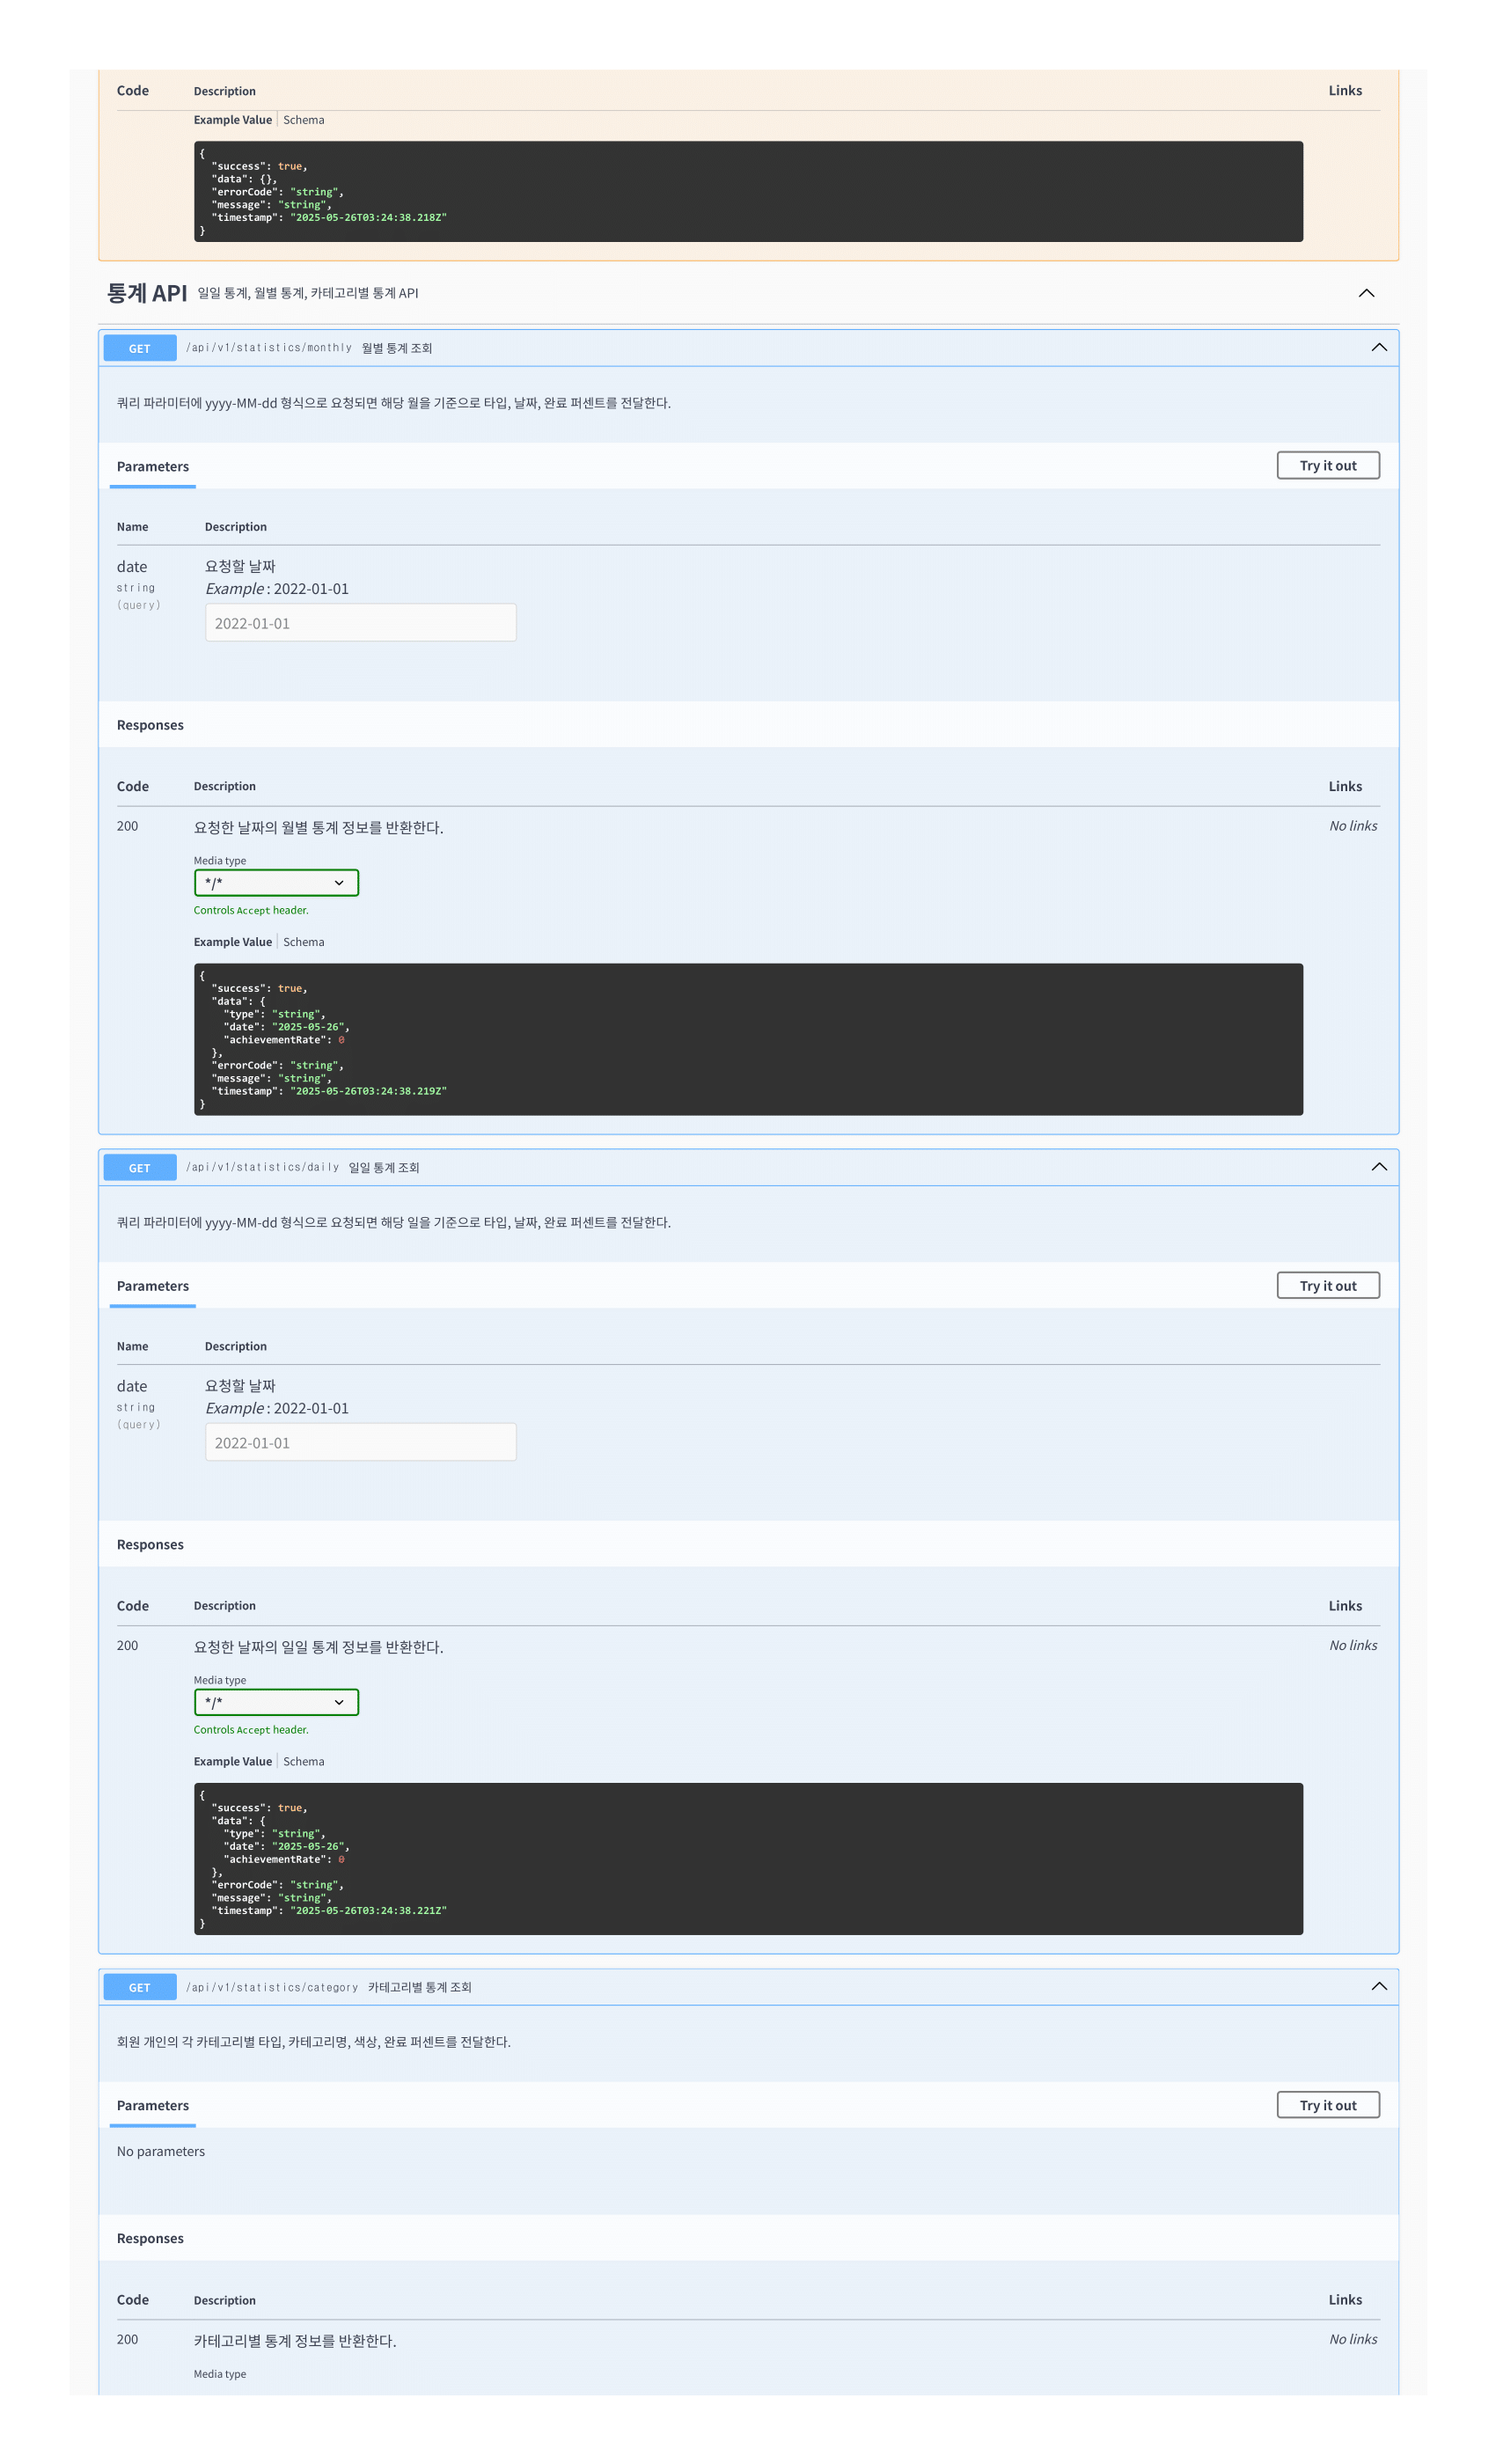 Code Description Links
Example Value Schema
{
  "success": true,
  "data": {},
  "errorCode": "string",
  "message": "string",
  "timestamp": "2025-05-26T03:24:38.218Z"
}
통계 API 일일 통계, 월별 통계, 카테고리별 통계 API
GET /api/v1/statistics/monthly 월별 통계 조회
쿼리 파라미터에 yyyy-MM-dd 형식으로 요청되면 해당 월을 기준으로 타입, 날짜, 완료 퍼센트를 전달한다.
Parameters Try it out
Name Description
date 요청할 날짜
string Example : 2022-01-01
(query)
2022-01-01
Responses
Code Description Links
200 요청한 날짜의 월별 통계 정보를 반환한다. No links
Media type
*/*
Controls Accept header.
Example Value Schema
{
  "success": true,
  "data": {
    "type": "string",
    "date": "2025-05-26",
    "achievementRate": 0
  },
  "errorCode": "string",
  "message": "string",
  "timestamp": "2025-05-26T03:24:38.219Z"
}
GET /api/v1/statistics/daily 일일 통계 조회
쿼리 파라미터에 yyyy-MM-dd 형식으로 요청되면 해당 일을 기준으로 타입, 날짜, 완료 퍼센트를 전달한다.
Parameters Try it out
Name Description
date 요청할 날짜
string Example : 2022-01-01
(query)
2022-01-01
Responses
Code Description Links
200 요청한 날짜의 일일 통계 정보를 반환한다. No links
Media type
*/*
Controls Accept header.
Example Value Schema
{
  "success": true,
  "data": {
    "type": "string",
    "date": "2025-05-26",
    "achievementRate": 0
  },
  "errorCode": "string",
  "message": "string",
  "timestamp": "2025-05-26T03:24:38.221Z"
}
GET /api/v1/statistics/category 카테고리별 통계 조회
회원 개인의 각 카테고리별 타입, 카테고리명, 색상, 완료 퍼센트를 전달한다.
Parameters Try it out
No parameters
Responses
Code Description Links
200 카테고리별 통계 정보를 반환한다. No links
Media type